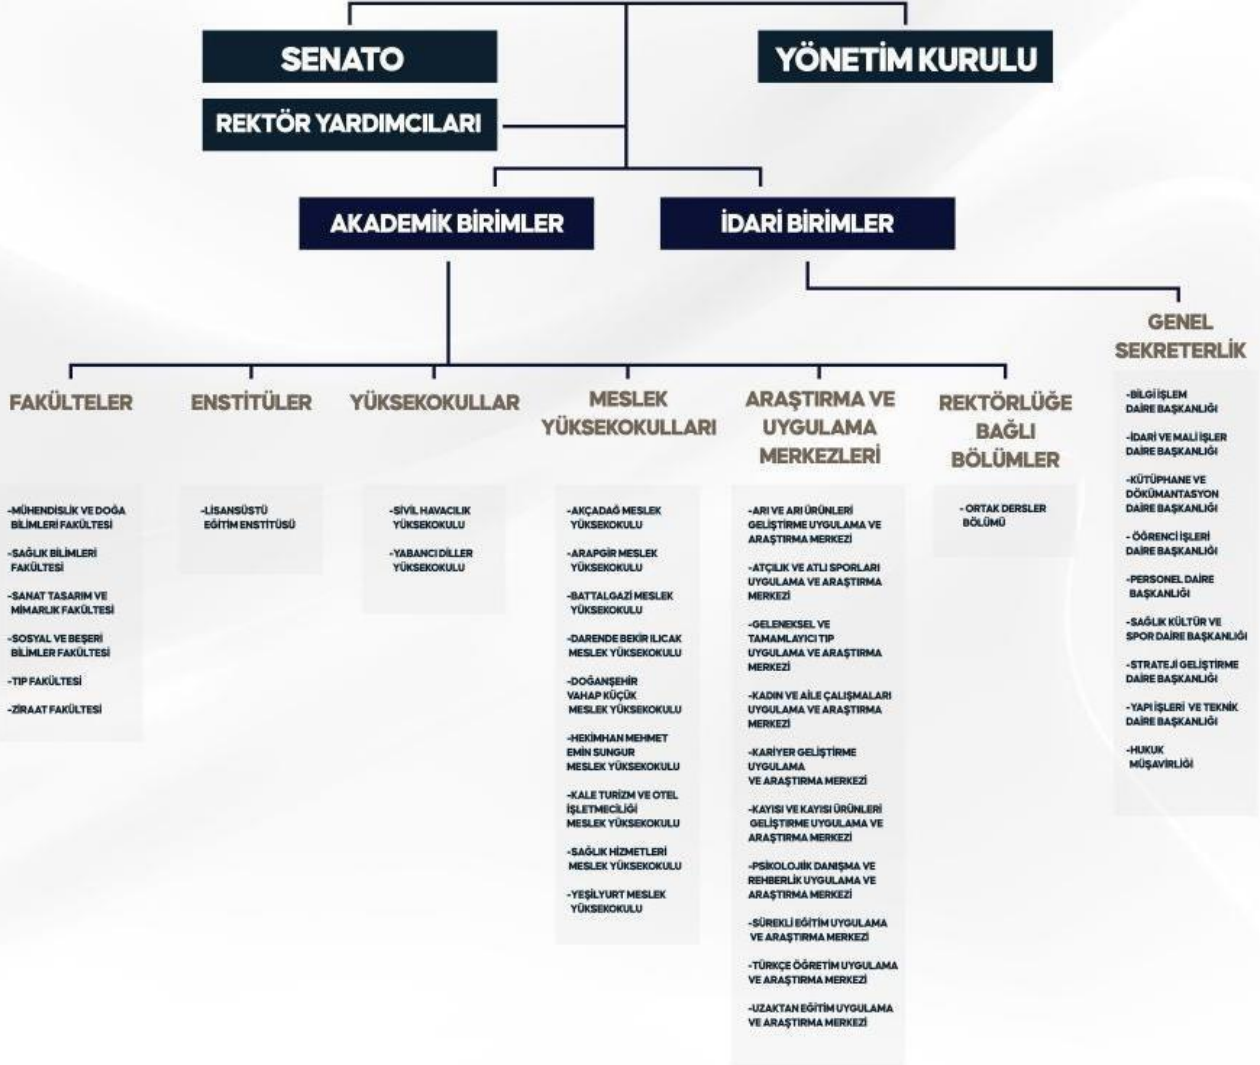 SENATO
YÖNETİM KURULU
REKTÖR YARDIMCILARI
AKADEMİK BİRİMLER
İDARİ BİRİMLER
FAKÜLTELER
-MÜHENDİSLİK VE DOĞA
BİLİMLERİ FAKÜLTESİ
-SAĞLIK BİLİMLERİ
FAKÜLTESİ
-SANAT TASARIM VE
MİMARLIK FAKÜLTESİ
-SOSYAL VE BEŞERİ
BİLİMLER FAKÜLTESİ
-TIP FAKÜLTESİ
-ZİRAAT FAKÜLTESİ
ENSTİTÜLER
-LİSANSÜSTÜ
EĞİTİM ENSTİTÜSÜ
YÜKSEKOKULLAR
-SİVİL HAVACILIK
YÜKSEKOKULU
-YABANCI DİLLER
YÜKSEKOKULU
MESLEK
YÜKSEKOKULLARI
-AKÇADAĞ MESLEK
YÜKSEKOKULU
-ARAPGİR MESLEK
YÜKSEKOKULU
-BATTALGAZİ MESLEK
YÜKSEKOKULU
-DARENDE BEKİR ILICAK
MESLEK YÜKSEKOKULU
-DOĞANŞEHİR
VAHAP KÜÇÜK
MESLEK YÜKSEKOKULU
-HEKİMHAN MEHMET
EMİN SUNGUR
MESLEK YÜKSEKOKULU
-KALE TURİZM VE OTEL
İŞLETMECİLİĞİ
MESLEK YÜKSEKOKULU
-SAĞLIK HİZMETLERİ
MESLEK YÜKSEKOKULU
-YEŞİLYURT MESLEK
YÜKSEKOKULU
ARAŞTIRMA VE
UYGULAMA
MERKEZLERİ
-ARI VE ARI ÜRÜNLERİ
GELİŞTİRME UYGULAMA VE
ARAŞTIRMA MERKEZİ
-ATÇILIK VE ATLI SPORLARI
UYGULAMA VE ARAŞTIRMA
MERKEZİ
-GELENEKSEL VE
TAMAMLAYICI TIP
UYGULAMA VE ARAŞTIRMA
MERKEZİ
-KADIN VE AİLE ÇALIŞMALARI
UYGULAMA VE ARAŞTIRMA
MERKEZİ
-KARİYER GELİŞTİRME
UYGULAMA
VE ARAŞTIRMA MERKEZİ
-KAYISI VE KAYISI ÜRÜNLERİ
GELİŞTİRME UYGULAMA VE
ARAŞTIRMA MERKEZİ
-PSİKOLOJİK DANIŞMA VE
REHBERLİK UYGULAMA VE
ARAŞTIRMA MERKEZİ
-SÜREKLİ EĞİTİM UYGULAMA
VE ARAŞTIRMA MERKEZİ
-TÜRKÇE ÖĞRETİM UYGULAMA
VE ARAŞTIRMA MERKEZİ
-UZAKTAN EĞİTİM UYGULAMA
VE ARAŞTIRMA MERKEZİ
REKTÖRLÜĞE
BAĞLI
BÖLÜMLER
- ORTAK DERSLER
BÖLÜMÜ
GENEL
SEKRETERLİK
-BİLGİ İŞLEM
DAİRE BAŞKANLIĞI
-İDARİ VE MALİ İŞLER
DAİRE BAŞKANLIĞI
-KÜTÜPHANE VE
DÖKÜMANTASYON
DAİRE BAŞKANLIĞI
- ÖĞRENCİ İŞLERİ
DAİRE BAŞKANLIĞI
-PERSONEL DAİRE
BAŞKANLIĞI
-SAĞLIK KÜLTÜR VE
SPOR DAİRE BAŞKANLIĞI
-STRATEJİ GELİŞTİRME
DAİRE BAŞKANLIĞI
-YAPI İŞLERİ VE TEKNİK
DAİRE BAŞKANLIĞI
-HUKUK
MÜŞAVİRLİĞİ